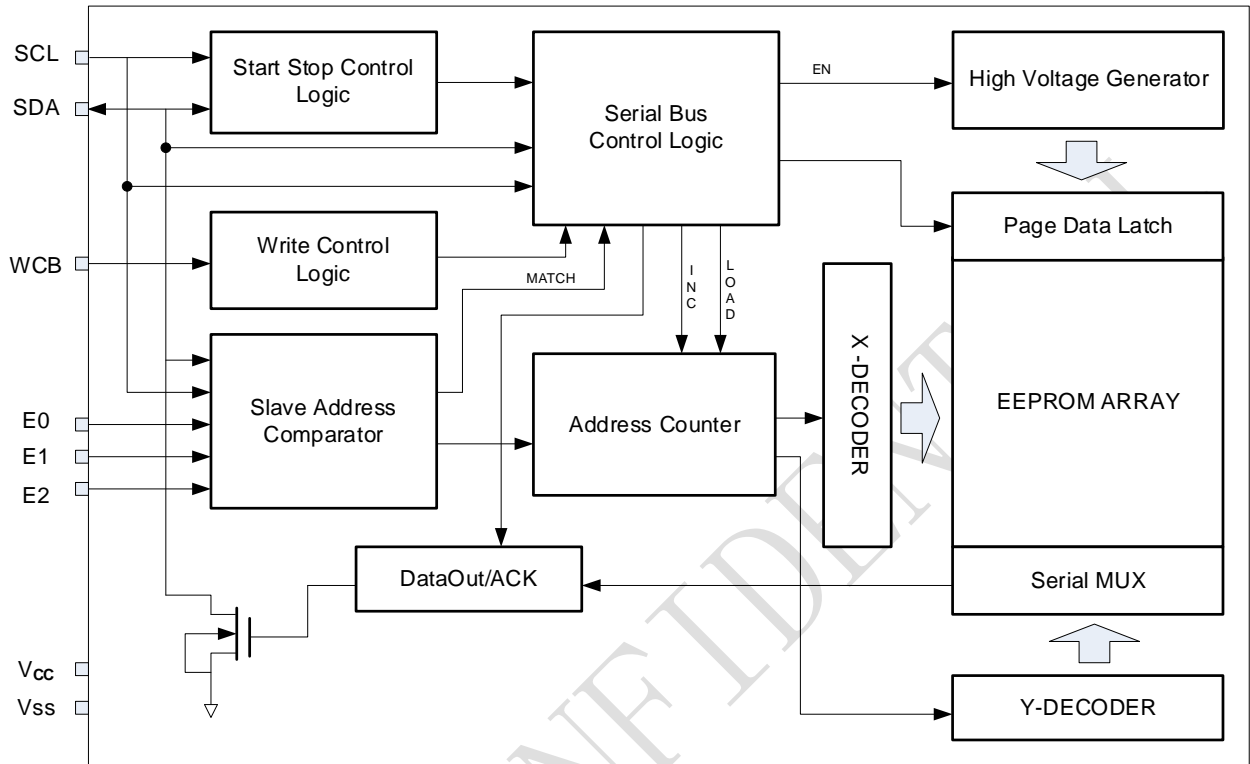 SCL
Start Stop Control
Logic
SDA
Serial Bus
Control Logic
EN
High Voltage Generator
WCB
Write Control
Logic
MATCH
INC
LOAD
Page Data Latch
E0
E1
E2
Slave Address
Comparator
Address Counter
X-DECODER
EEPROM ARRAY
DataOut/ACK
Serial MUX
Vcc
Vss
Y-DECODER